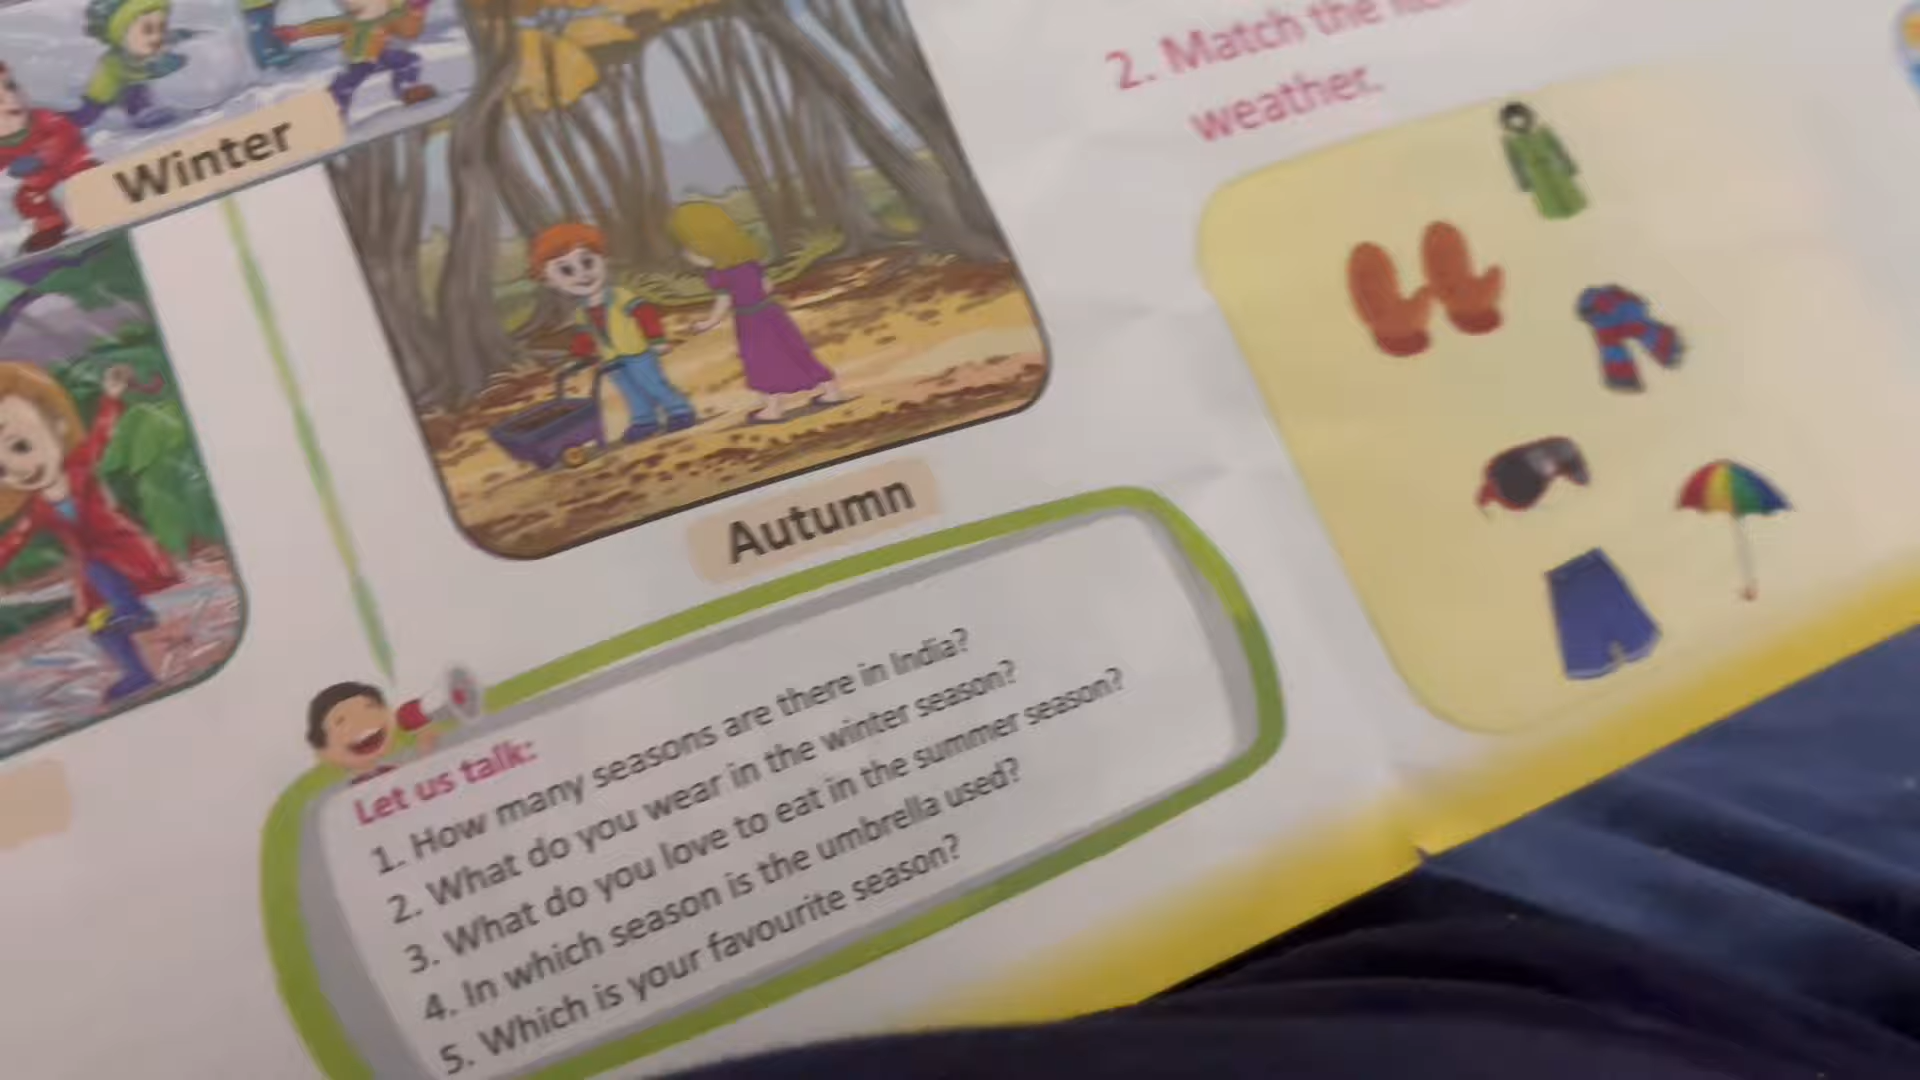 Winter
Autumn
Let us talk:
1. How many seasons are there in India?
2. What do you wear in the winter season?
3. What do you love to eat in the summer season?
4. In which season is the umbrella used?
5. Which is your favourite season?
2. Match the
weather.